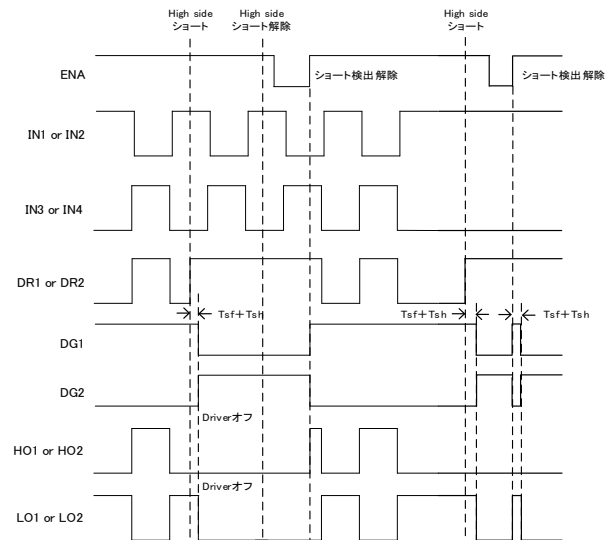 High side
ショート
High side
ショート解除
High side
ショート
ENA
ショート検出解除
ショート検出解除
IN1 or IN2
IN3 or IN4
DR1 or DR2
Tsf+Tsh
Tsf+Tsh
Tsf+Tsh
DG1
DG2
Driverオフ
HO1 or HO2
Driverオフ
LO1 or LO2